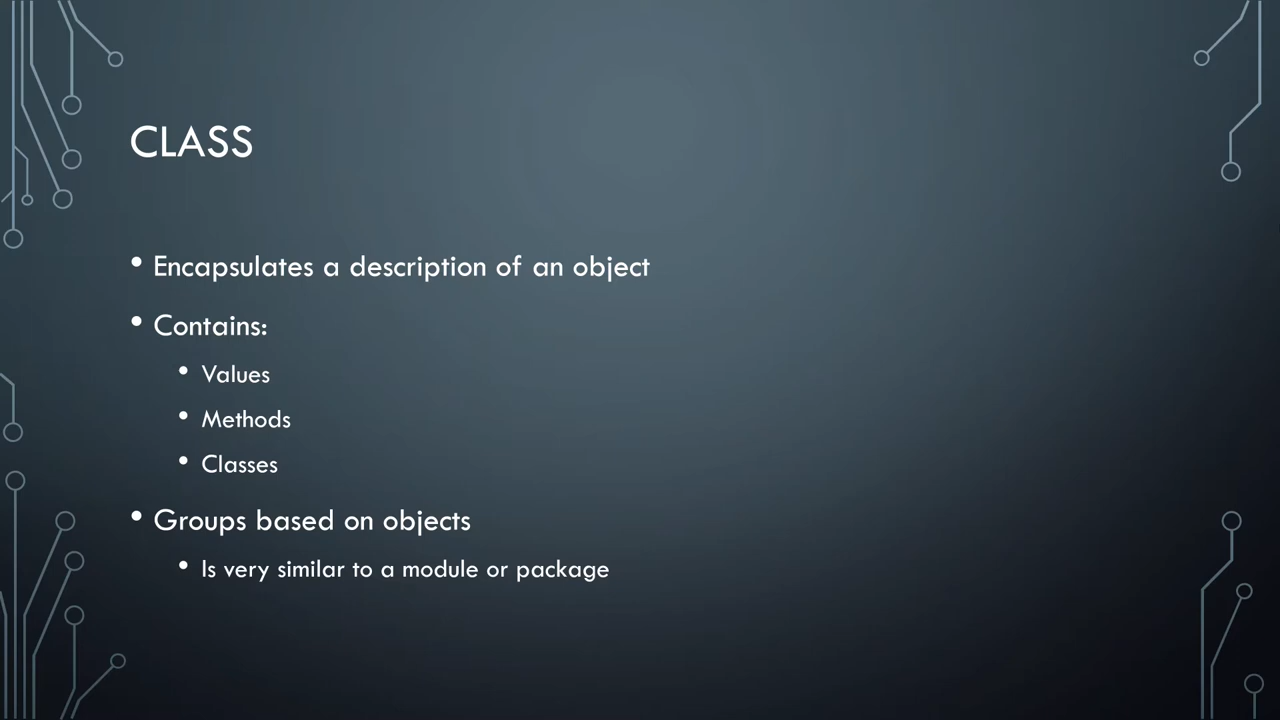 CLASS
• Encapsulates a description of an object
• Contains:
• Values
• Methods
• Classes
• Groups based on objects
• Is very similar to a module or package